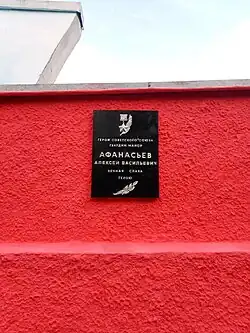 ГЕРОЙ СОВЕТСКОГО СОЮЗА
ГВАРДИИ МАЙОР
АФАНАСЬЕВ
АЛЕКСЕЙ ВАСИЛЬЕВИЧ
ВЕЧНАЯ СЛАВА
ГЕРОЮ